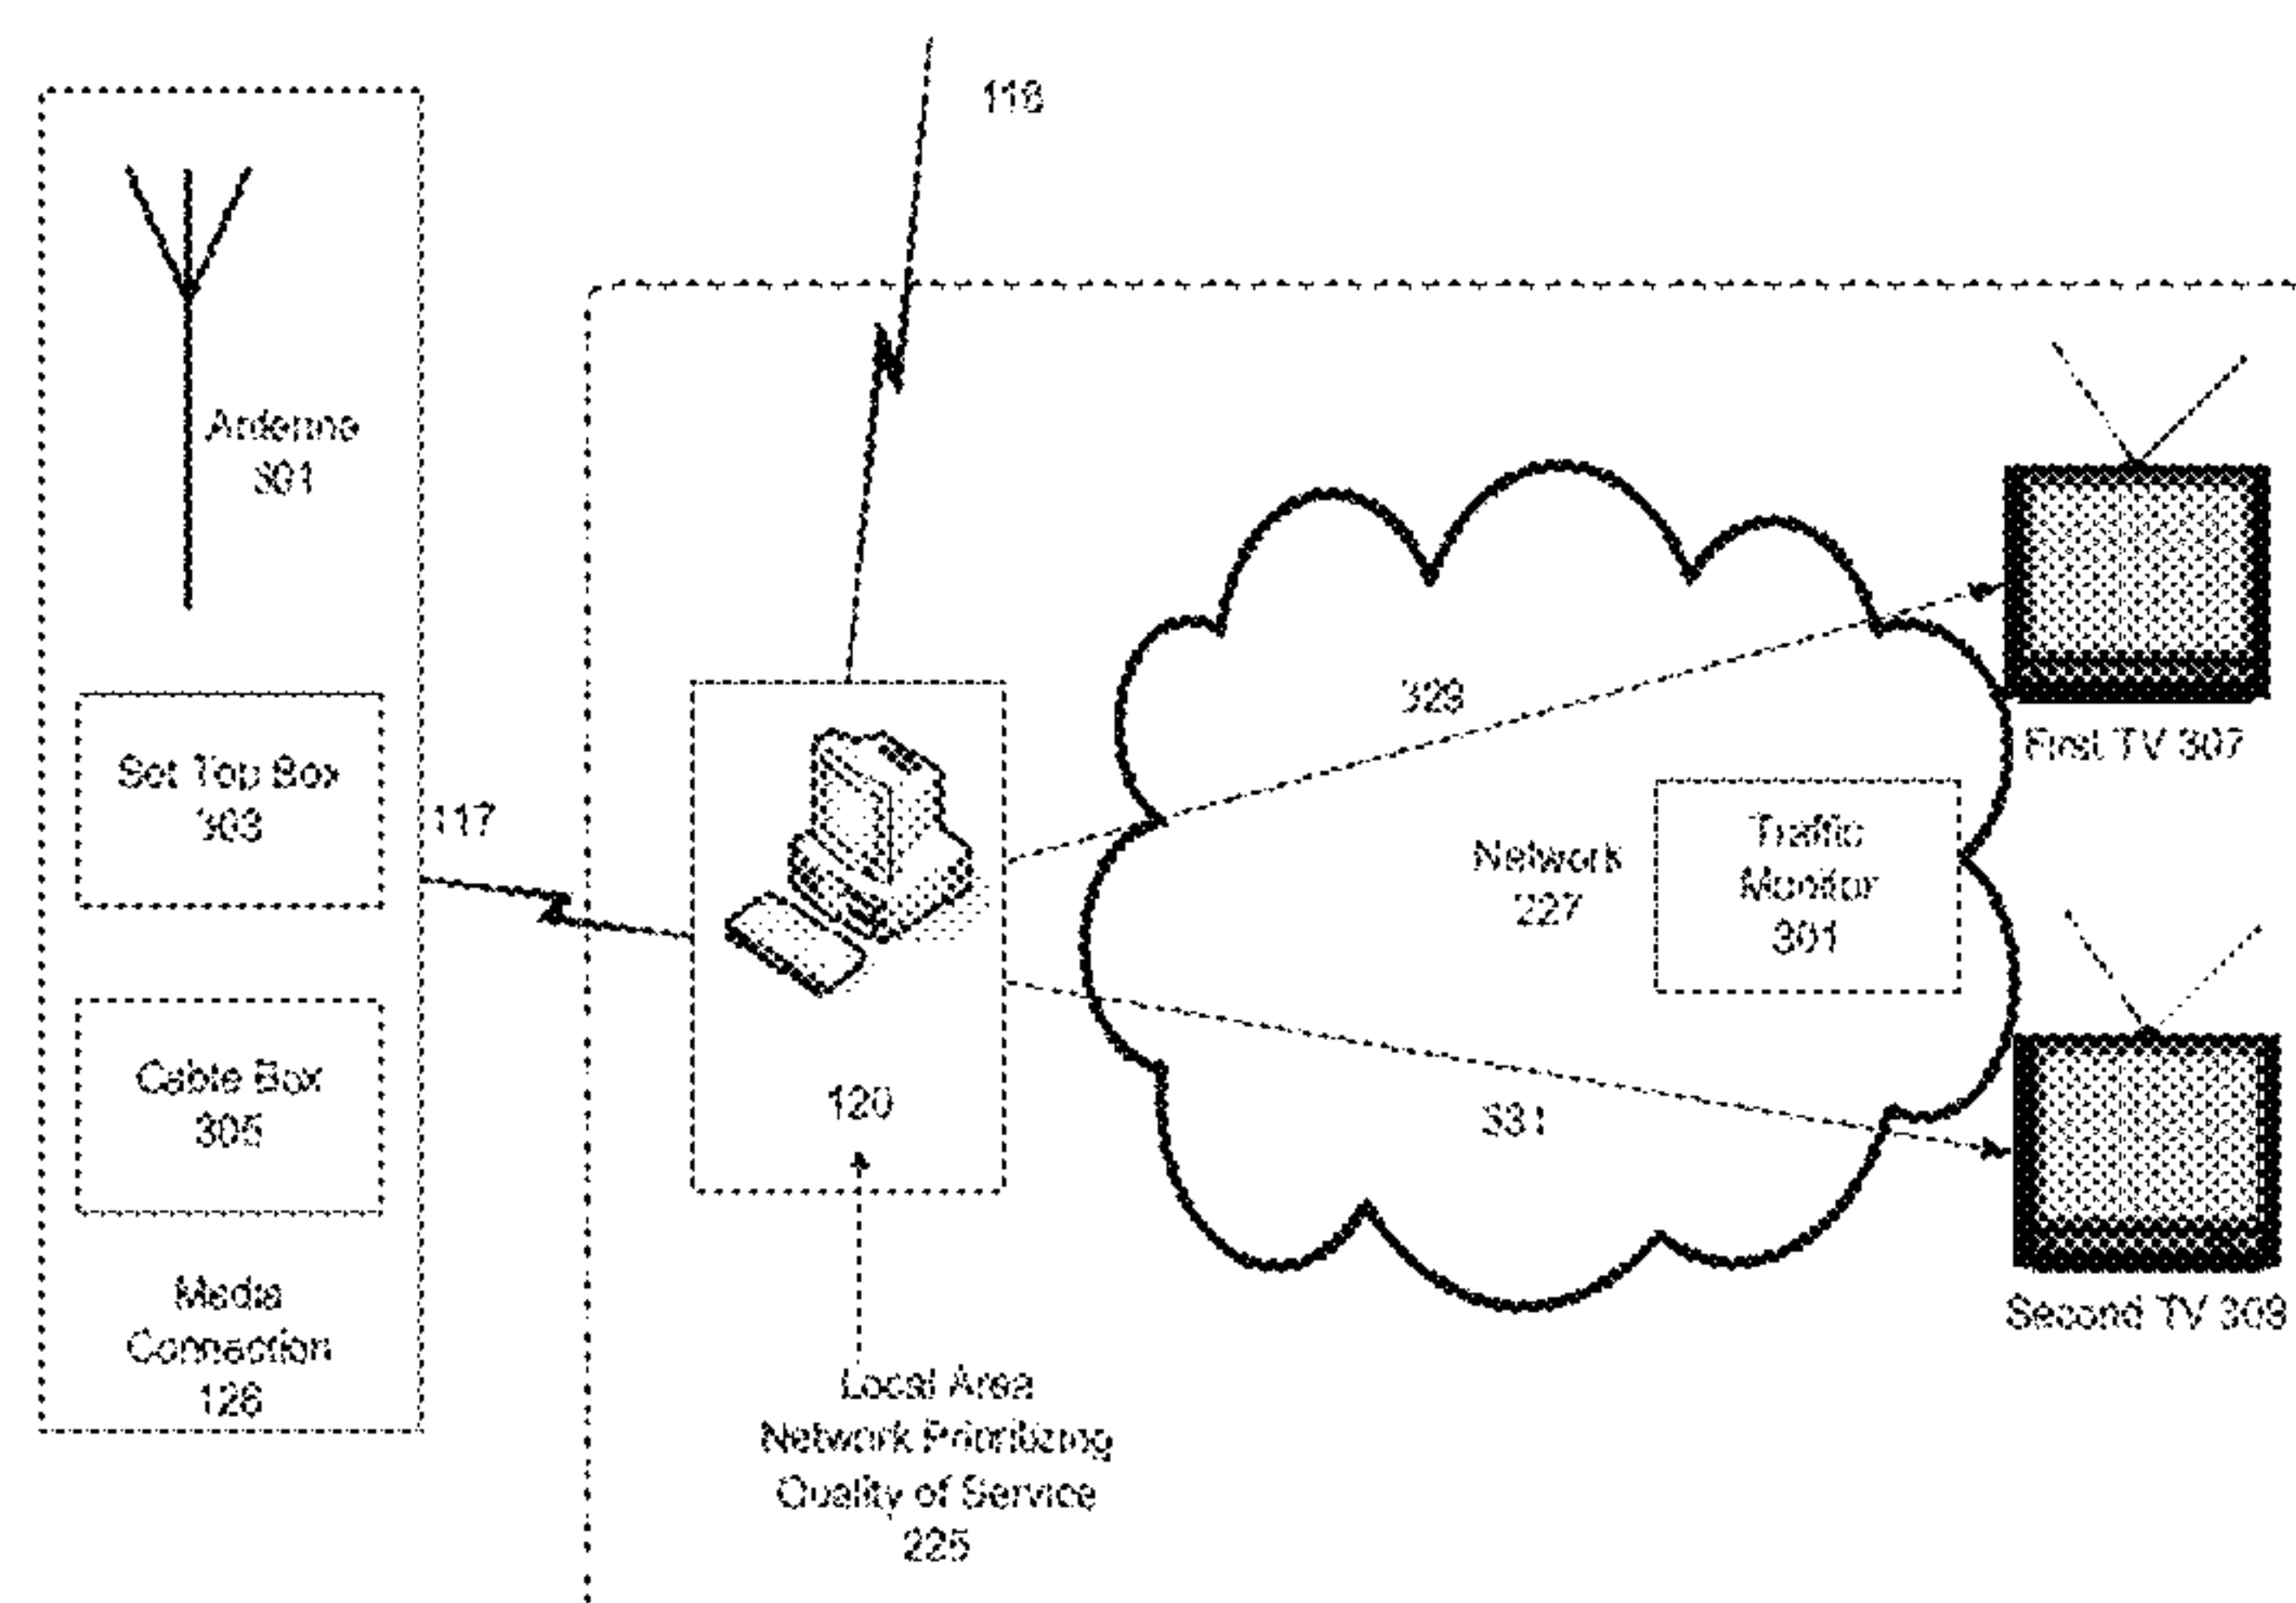 118
Antenna
301
Set Top Box
303
117
Cable Box
305
Media
Connection
126
120
Local Area
Network Prioritizing
Quality of Service
225
329
Network
227
Traffic
Monitor
301
331
First TV 307
Second TV 309